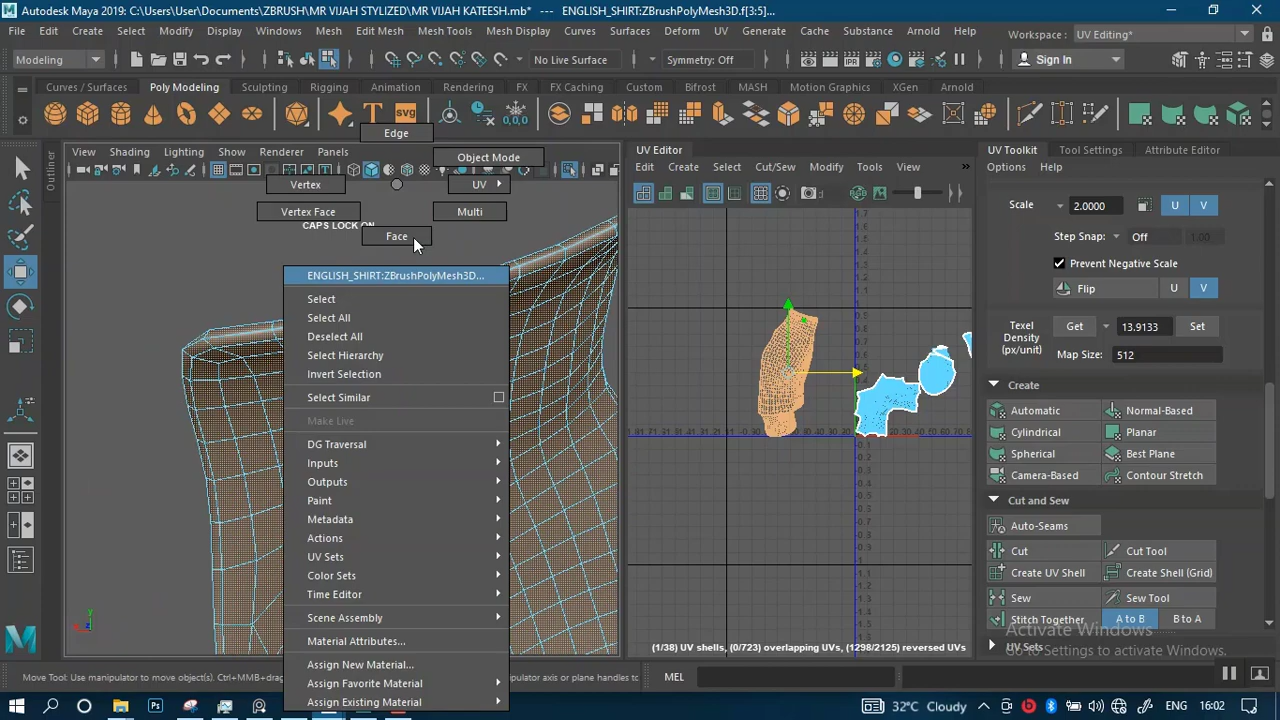 Autodesk Maya 2019: C:\Users\User\Documents\ZBRUSH\MR VIJAH STYLIZED\MR VIJAH KATEESH.mb* --- ENGLISH_SHIRT:ZBrushPolyMesh3D.f[3:5]...
File Edit Create Select Modify Display Windows Mesh Edit Mesh Mesh Tools Mesh Display Curves Surfaces Deform UV Generate Cache Substance Arnold Help
Workspace : UV Editing*
Modeling No Live Surface Symmetry: Off Sign In
Curves / Surfaces Poly Modeling Sculpting Rigging Animation Rendering FX FX Caching Custom Bifrost MASH Motion Graphics XGen Arnold
0,0,0
Edge
View Shading Lighting Show Renderer Panels
Object Mode
Vertex UV
Vertex Face Multi
CAPS LOCK ON
Face
Outliner
ENGLISH_SHIRT:ZBrushPolyMesh3D...
Select
Select All
Deselect All
Select Hierarchy
Invert Selection
Select Similar
Make Live
DG Traversal
Inputs
Outputs
Paint
Metadata
Actions
UV Sets
Color Sets
Time Editor
Scene Assembly
Material Attributes...
Assign New Material...
Assign Favorite Material
Assign Existing Material
UV Editor
Edit Create Select Cut/Sew Modify Tools View
(1/38) UV shells, (0/723) overlapping UVs, (1298/2125) reversed UVs
UV Toolkit Tool Settings Attribute Editor
Options Help
Scale 2.0000 U V
Step Snap: Off 1.00
Prevent Negative Scale
Flip U V
Texel Density (px/unit) Get 13.9133 Set
Map Size: 512
Create
Automatic Normal-Based
Cylindrical Planar
Spherical Best Plane
Camera-Based Contour Stretch
Cut and Sew
Auto-Seams
Cut Cut Tool
Create UV Shell Create Shell (Grid)
Sew Sew Tool
Stitch Together A to B B to A
UV Sets
Activate Windows
Go to Settings to activate Windows.
Move Tool: Use manipulator to move object(s). Ctrl+MMB+drag
MEL
32°C Cloudy ENG 16:02